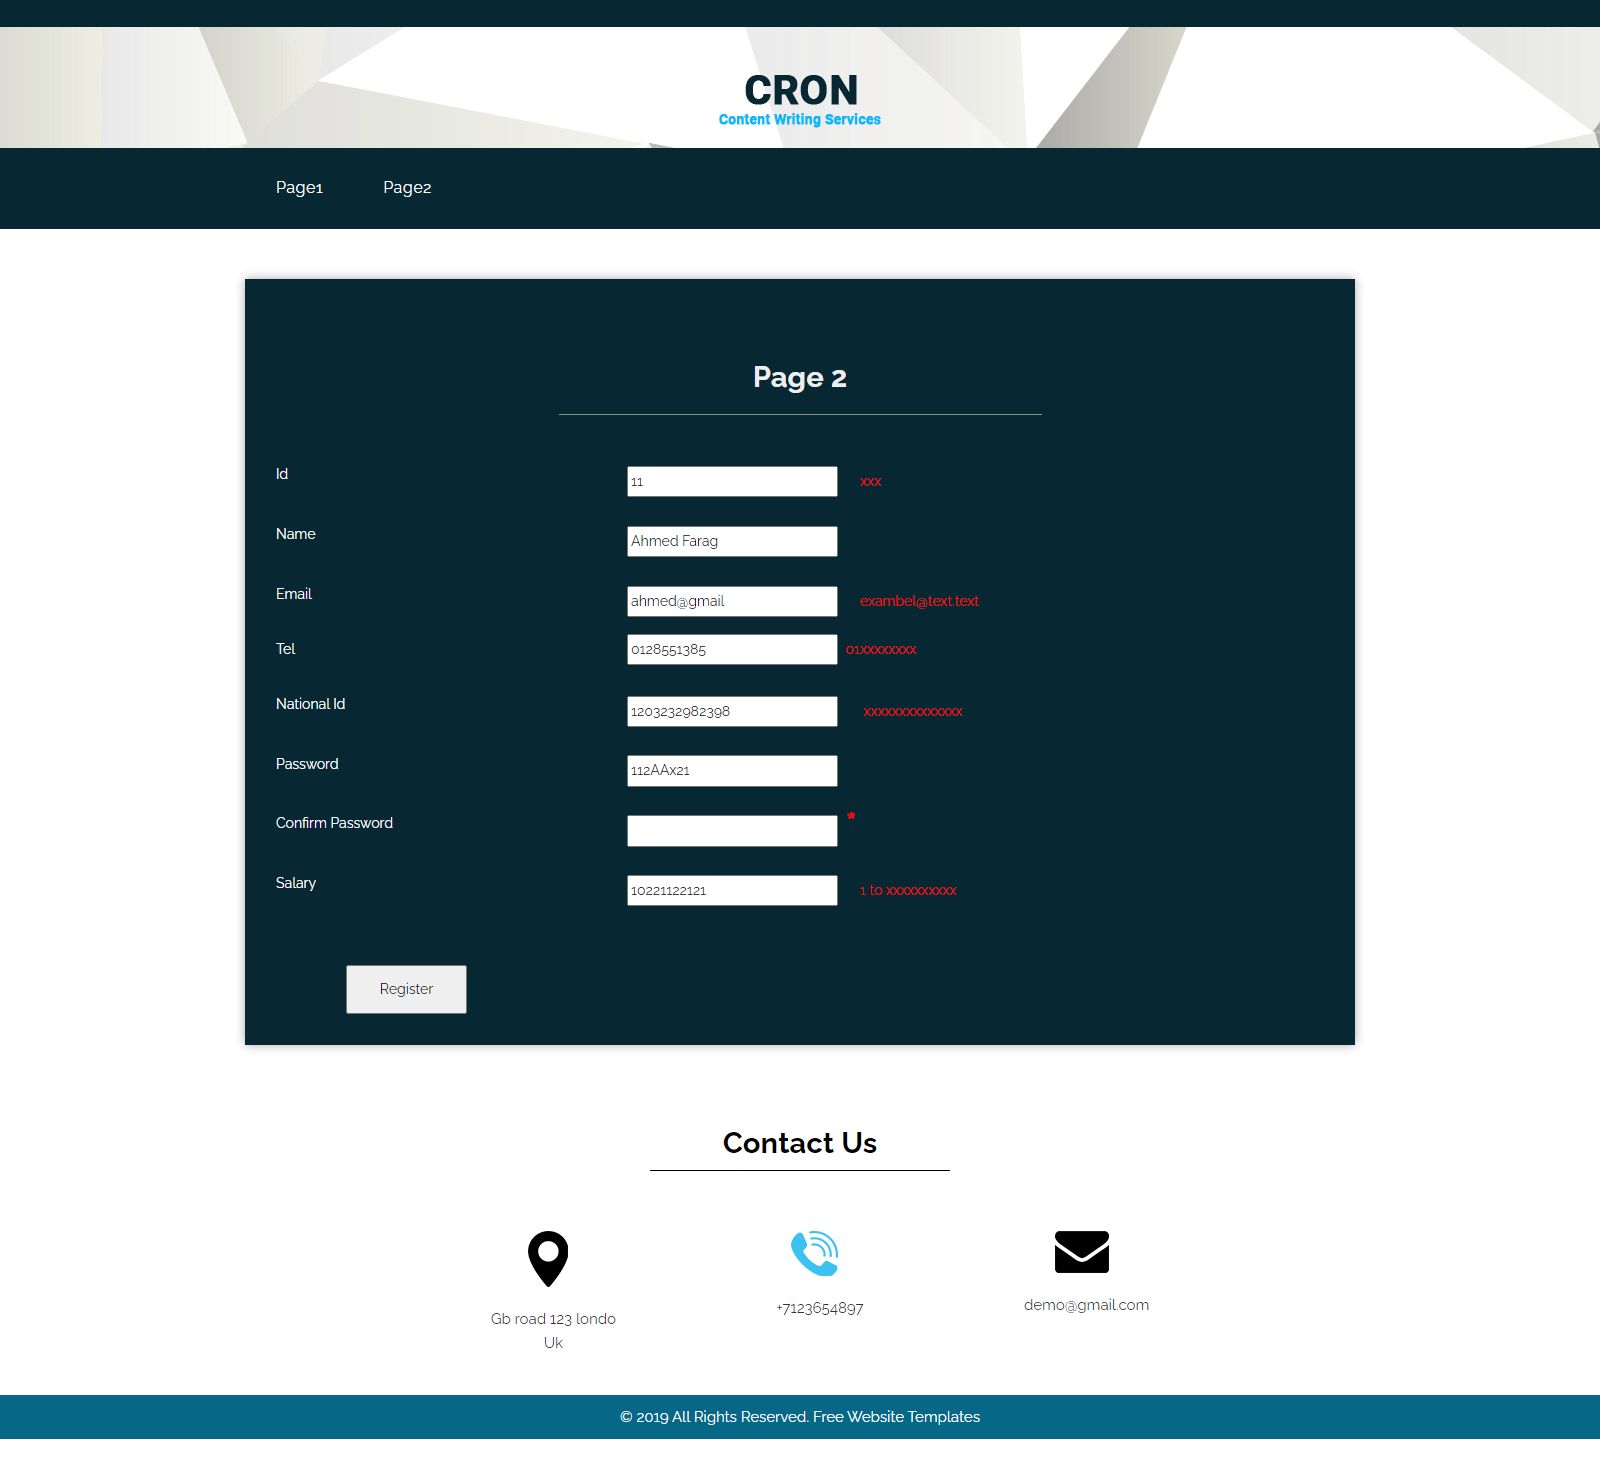 CRON
Content Writing Services
Page1 Page2
Page 2
Id 11 xxx
Name Ahmed Farag
Email ahmed@gmail exambel@text.text
Tel 0128551385 01xxxxxxxx
National Id 1203232982398 xxxxxxxxxxxxxx
Password 112AAx21
Confirm Password *
Salary 10221122121 1 to xxxxxxxxxx
Register
Contact Us
Gb road 123 londo
Uk
+7123654897
demo@gmail.com
© 2019 All Rights Reserved. Free Website Templates